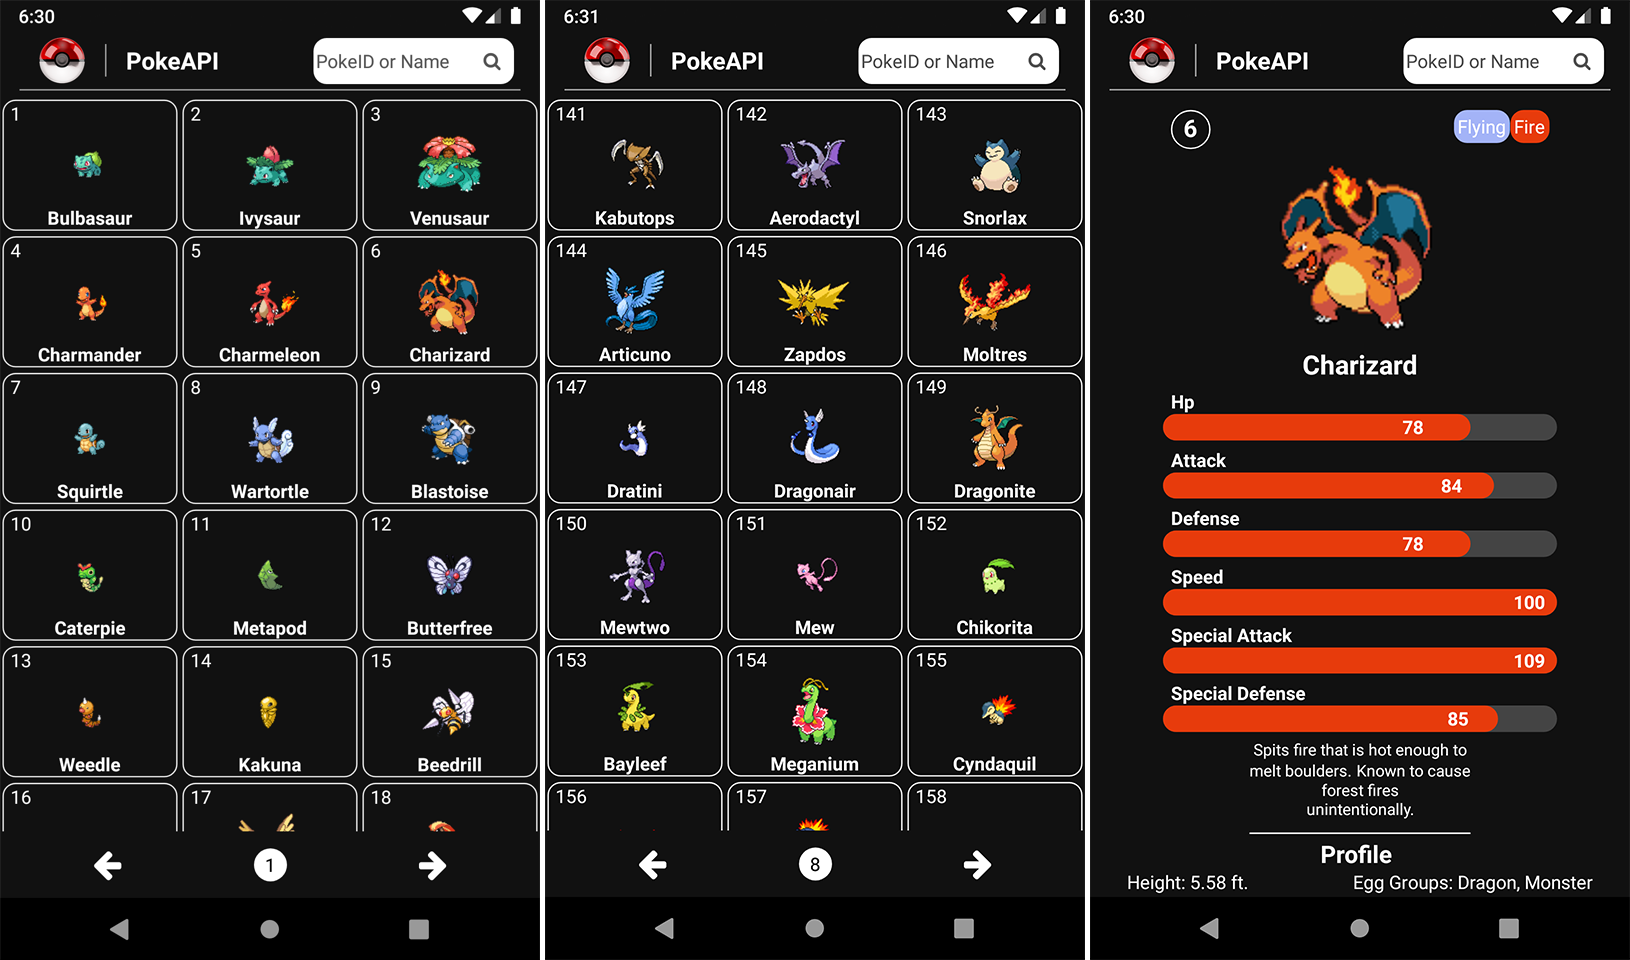 6:30
PokeAPI
PokeID or Name
1
2
3
Bulbasaur
Ivysaur
Venusaur
4
5
6
Charmander
Charmeleon
Charizard
7
8
9
Squirtle
Wartortle
Blastoise
10
11
12
Caterpie
Metapod
Butterfree
13
14
15
Weedle
Kakuna
Beedrill
16
17
18
1
6:31
PokeAPI
PokeID or Name
141
142
143
Kabutops
Aerodactyl
Snorlax
144
145
146
Articuno
Zapdos
Moltres
147
148
149
Dratini
Dragonair
Dragonite
150
151
152
Mewtwo
Mew
Chikorita
153
154
155
Bayleef
Meganium
Cyndaquil
156
157
158
8
6:30
PokeAPI
PokeID or Name
6
Flying Fire
Charizard
Hp
78
Attack
84
Defense
78
Speed
100
Special Attack
109
Special Defense
85
Spits fire that is hot enough to
melt boulders. Known to cause
forest fires
unintentionally.
Profile
Height: 5.58 ft.
Egg Groups: Dragon, Monster